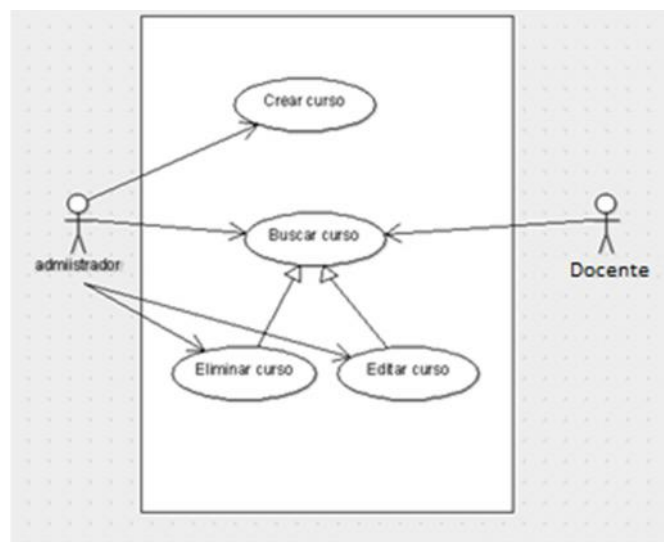 Crear curso
Buscar curso
admiistrador
Docente
Eliminar curso
Editar curso